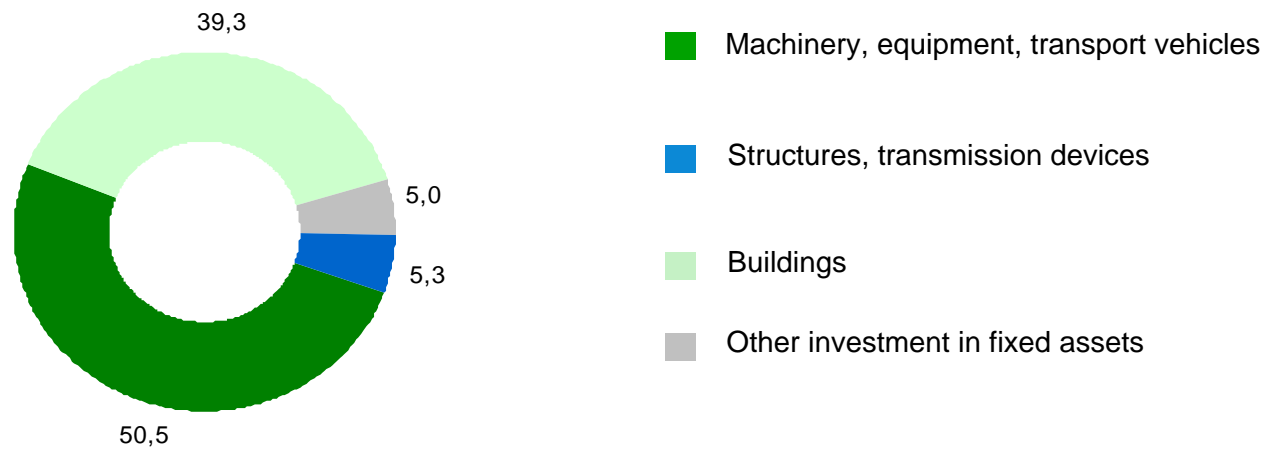 39,3
5,0
5,3
50,5
Machinery, equipment, transport vehicles
Structures, transmission devices
Buildings
Other investment in fixed assets